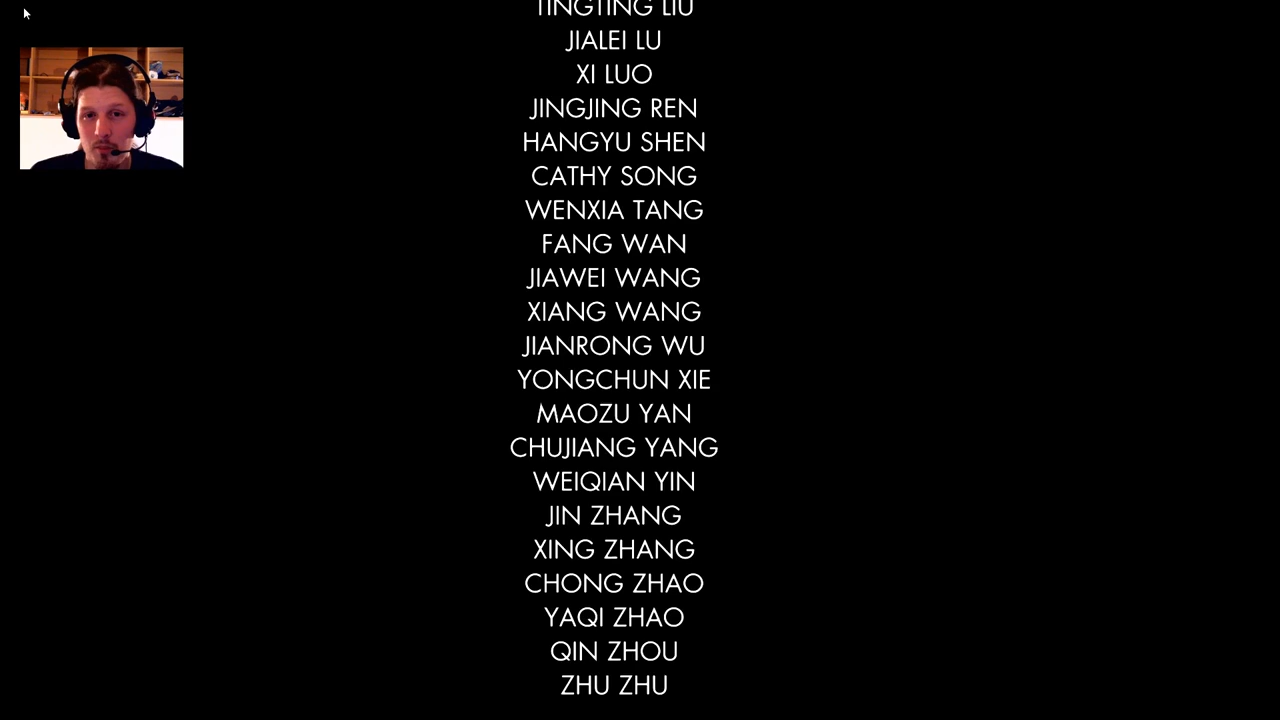 TINGTING LIU
JIALEI LU
XI LUO
JINGJING REN
HANGYU SHEN
CATHY SONG
WENXIA TANG
FANG WAN
JIAWEI WANG
XIANG WANG
JIANRONG WU
YONGCHUN XIE
MAOZU YAN
CHUJIANG YANG
WEIQIAN YIN
JIN ZHANG
XING ZHANG
CHONG ZHAO
YAQI ZHAO
QIN ZHOU
ZHU ZHU